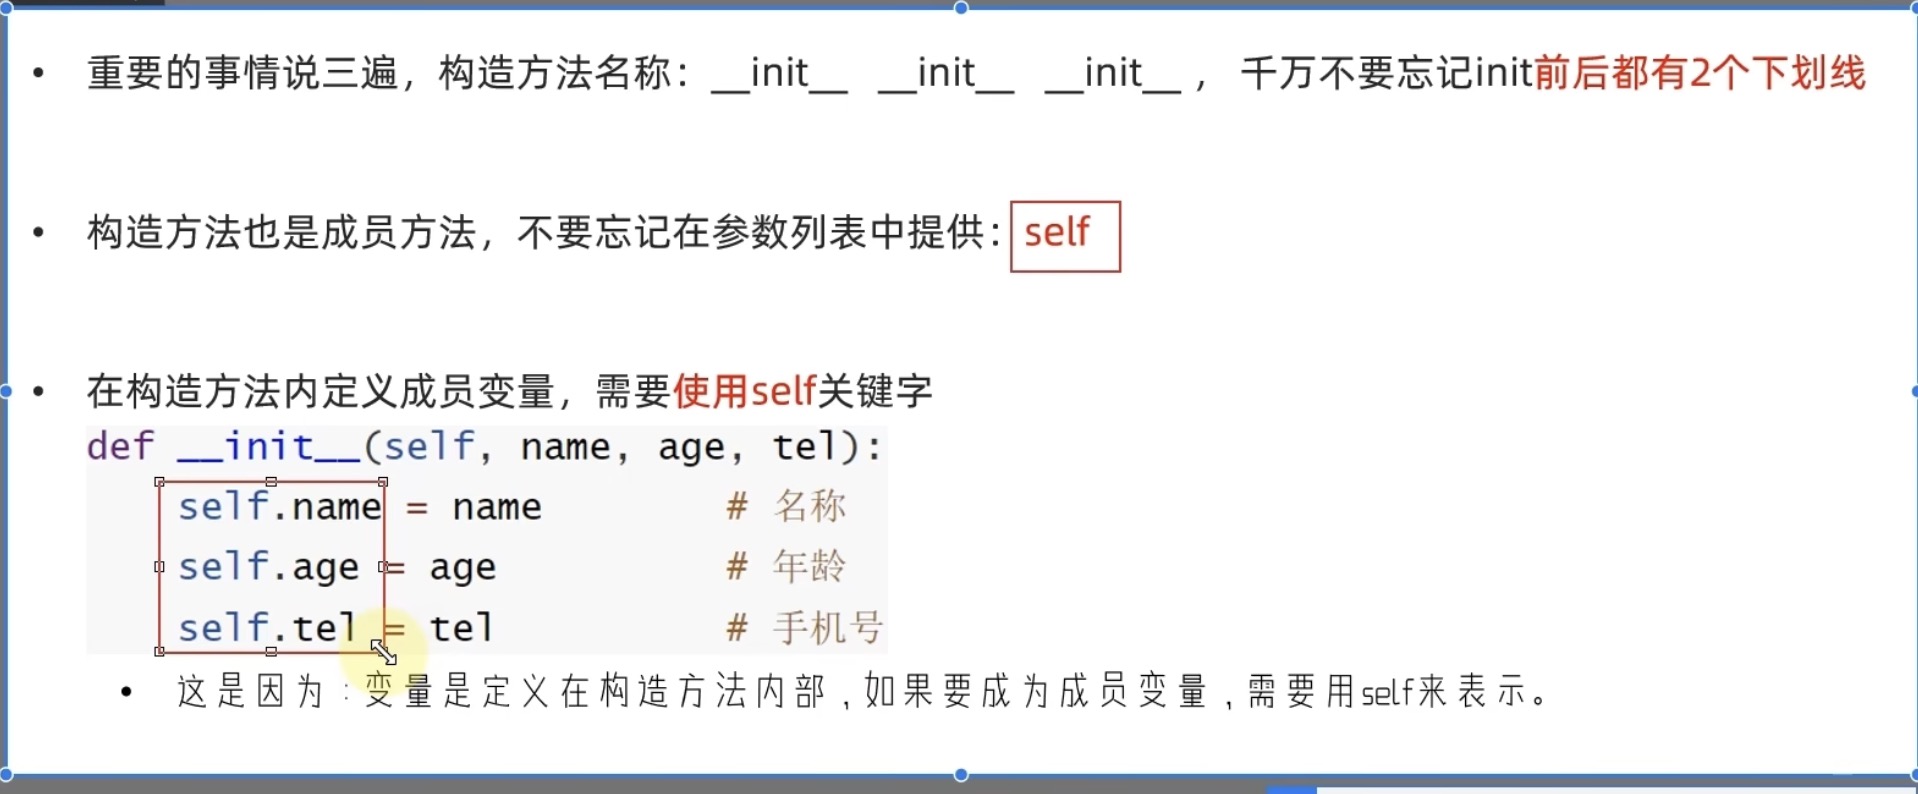 • 重要的事情说三遍，构造方法名称：__init__ __init__ __init__ ， 千万不要忘记init前后都有2个下划线
• 构造方法也是成员方法，不要忘记在参数列表中提供：self
• 在构造方法内定义成员变量，需要使用self关键字
def __init__(self, name, age, tel):
self.name = name # 名称
self.age = age # 年龄
self.tel = tel # 手机号
• 这是因为：变量是定义在构造方法内部，如果要成为成员变量，需要用self来表示。